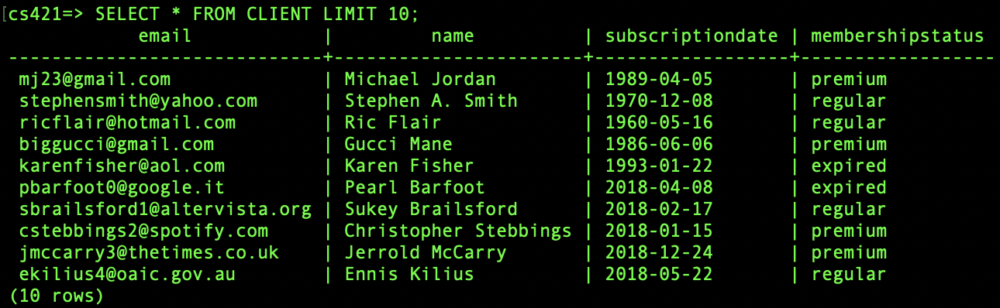 [cs421=> SELECT * FROM CLIENT LIMIT 10;
            email             |         name          | subscriptiondate | membershipstatus
------------------------------+-----------------------+------------------+------------------
 mj23@gmail.com               | Michael Jordan        | 1989-04-05       | premium
 stephensmith@yahoo.com       | Stephen A. Smith      | 1970-12-08       | regular
 ricflair@hotmail.com         | Ric Flair             | 1960-05-16       | regular
 biggucci@gmail.com           | Gucci Mane            | 1986-06-06       | premium
 karenfisher@aol.com          | Karen Fisher          | 1993-01-22       | expired
 pbarfoot0@google.it          | Pearl Barfoot         | 2018-04-08       | expired
 sbrailsford1@altervista.org  | Sukey Brailsford      | 2018-02-17       | regular
 cstebbings2@spotify.com      | Christopher Stebbings | 2018-01-15       | premium
 jmccarry3@thetimes.co.uk     | Jerrold McCarry       | 2018-12-24       | premium
 ekilius4@oaic.gov.au         | Ennis Kilius          | 2018-05-22       | regular
(10 rows)